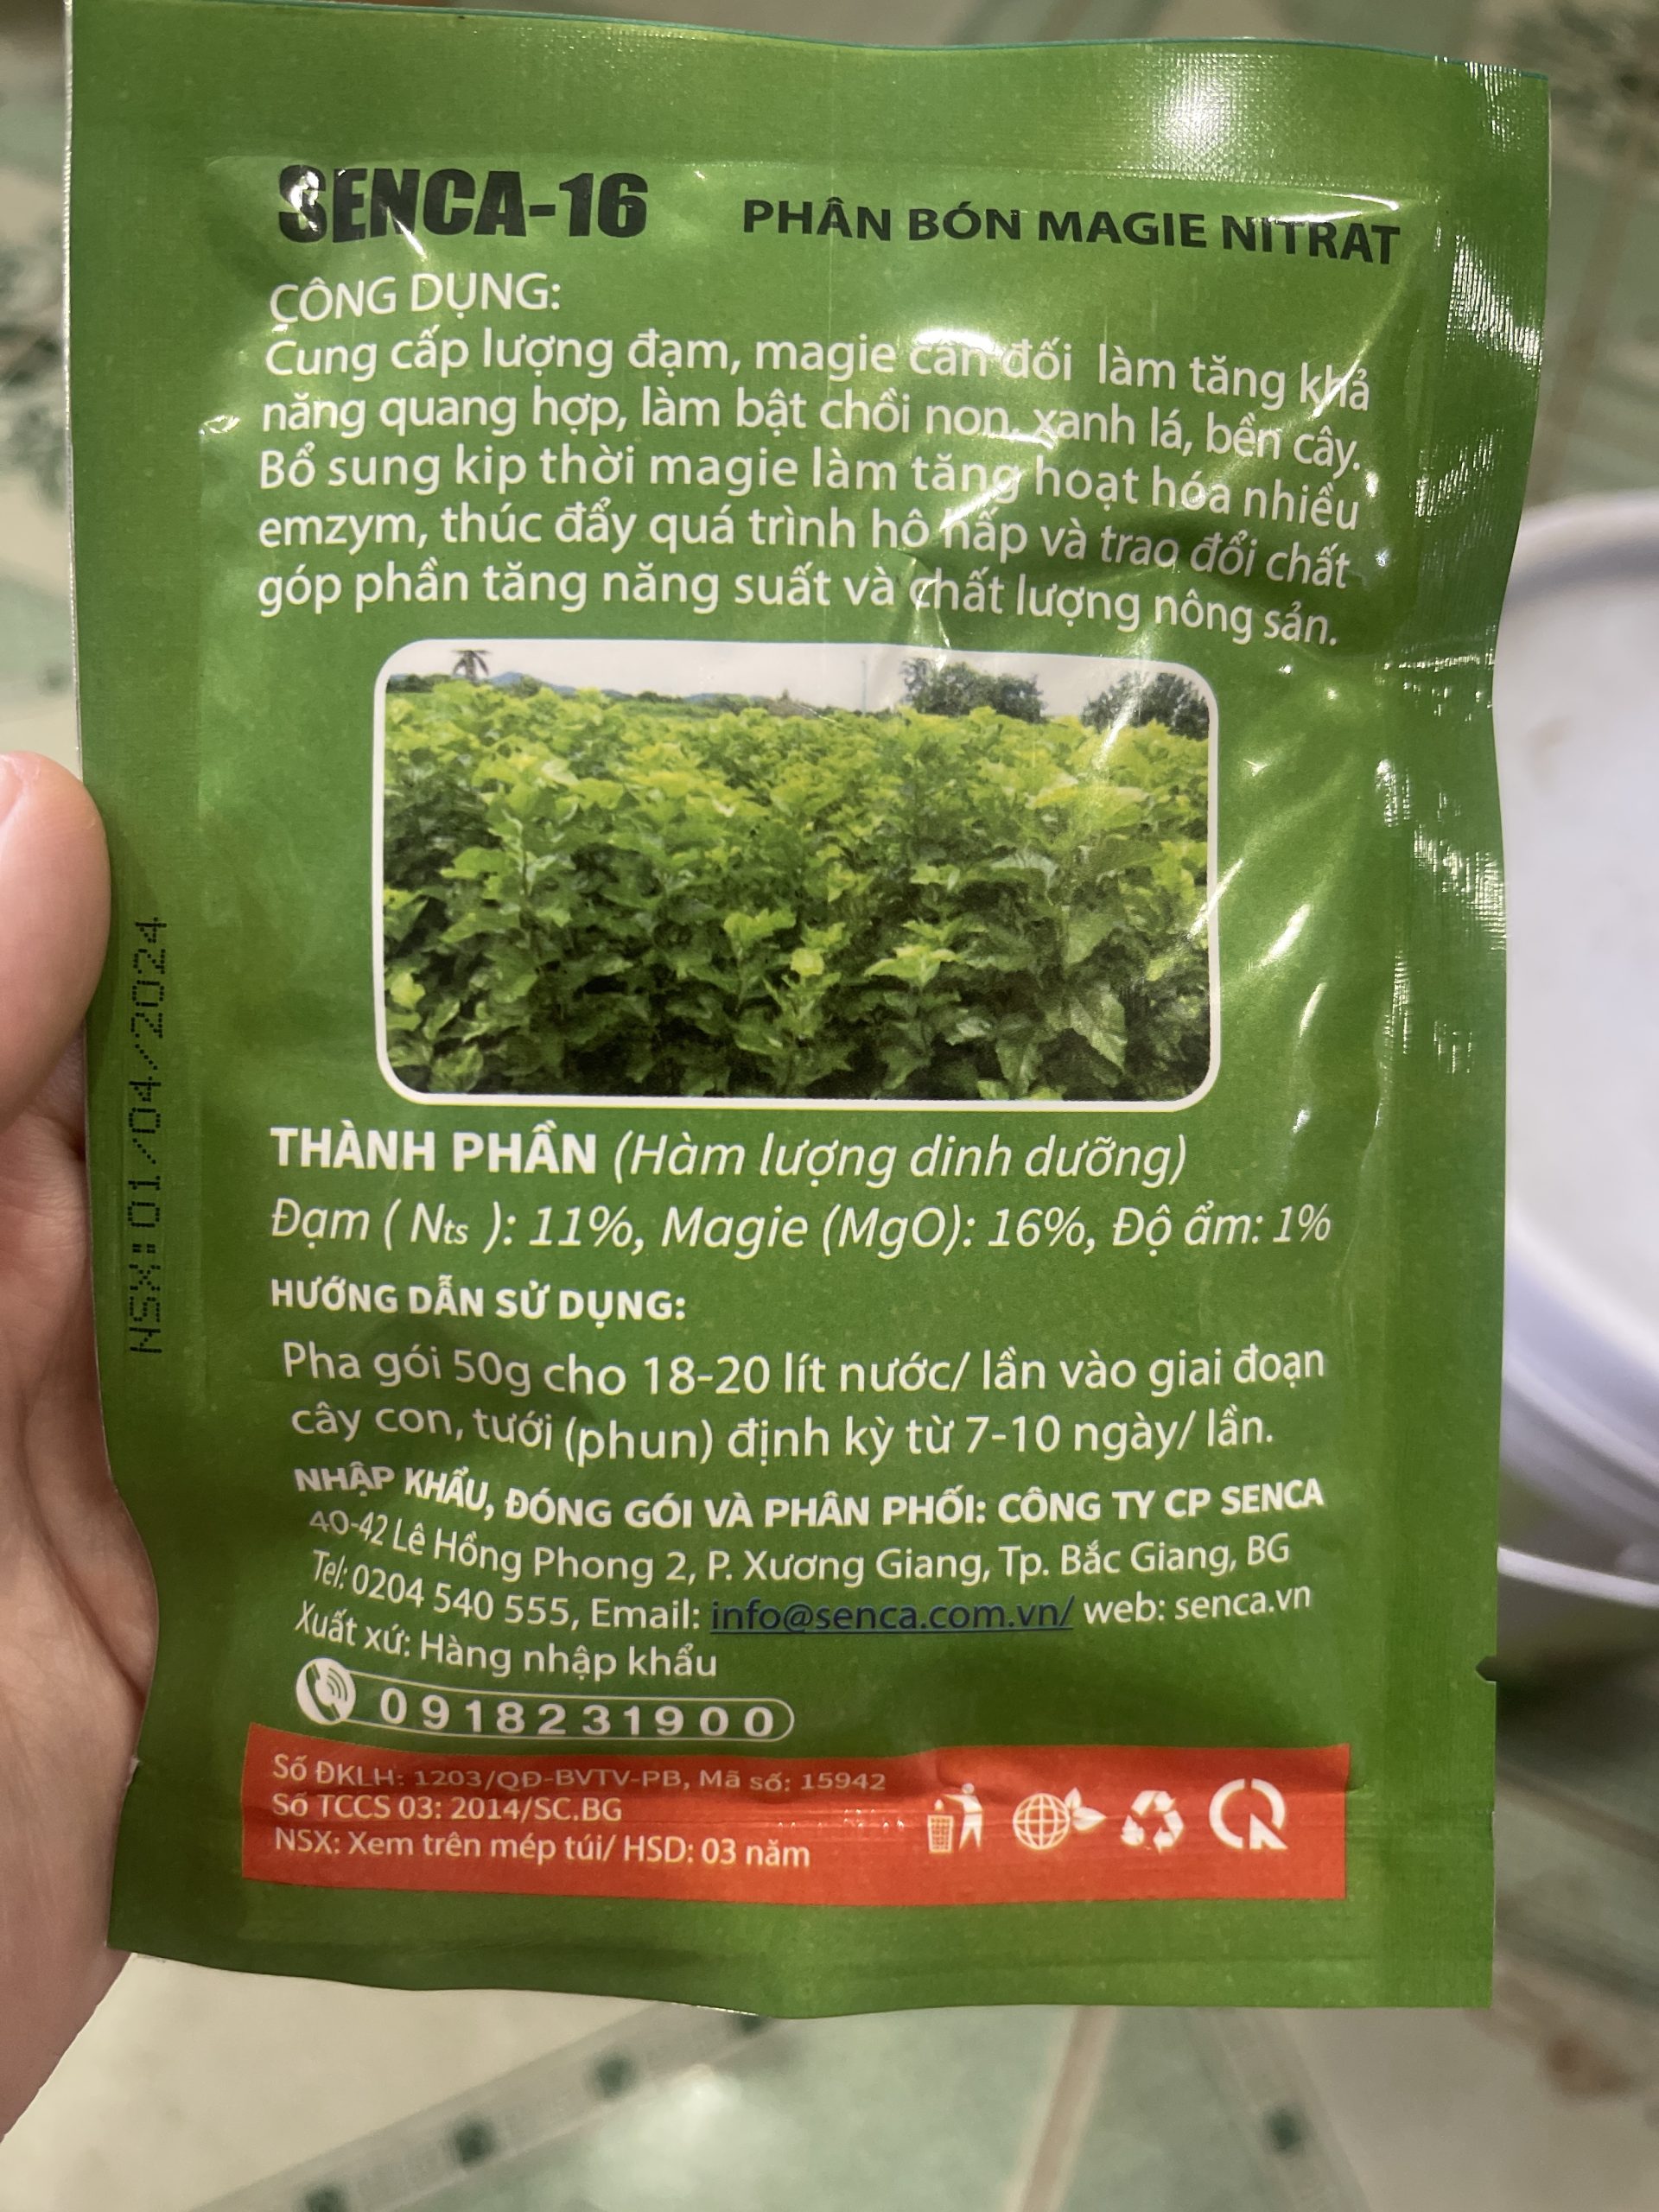 SENCA-16 PHÂN BÓN MAGIE NITRAT
CÔNG DỤNG:
Cung cấp lượng đạm, magie cân đối làm tăng khả
năng quang hợp, làm bật chồi non, xanh lá, bền cây.
Bổ sung kip thời magie làm tăng hoạt hóa nhiều
emzym, thúc đẩy quá trình hô hấp và trao đổi chất
góp phần tăng năng suất và chất lượng nông sản.
NSX:01/04/2024
THÀNH PHẦN (Hàm lượng dinh dưỡng)
Đạm ( Nts ): 11%, Magie (MgO): 16%, Độ ẩm: 1%
HƯỚNG DẪN SỬ DỤNG:
Pha gói 50g cho 18-20 lít nước/ lần vào giai đoạn
cây con, tưới (phun) định kỳ từ 7-10 ngày/ lần.
NHẬP KHẨU, ĐÓNG GÓI VÀ PHÂN PHỐI: CÔNG TY CP SENCA
40-42 Lê Hồng Phong 2, P. Xương Giang, Tp. Bắc Giang, BG
Tel: 0204 540 555, Email: info@senca.com.vn/ web: senca.vn
Xuất xứ: Hàng nhập khẩu
0918231900
Số ĐKLH: 1203/QĐ-BVTV-PB, Mã số: 15942
Số TCCS 03: 2014/SC.BG
NSX: Xem trên mép túi/ HSD: 03 năm